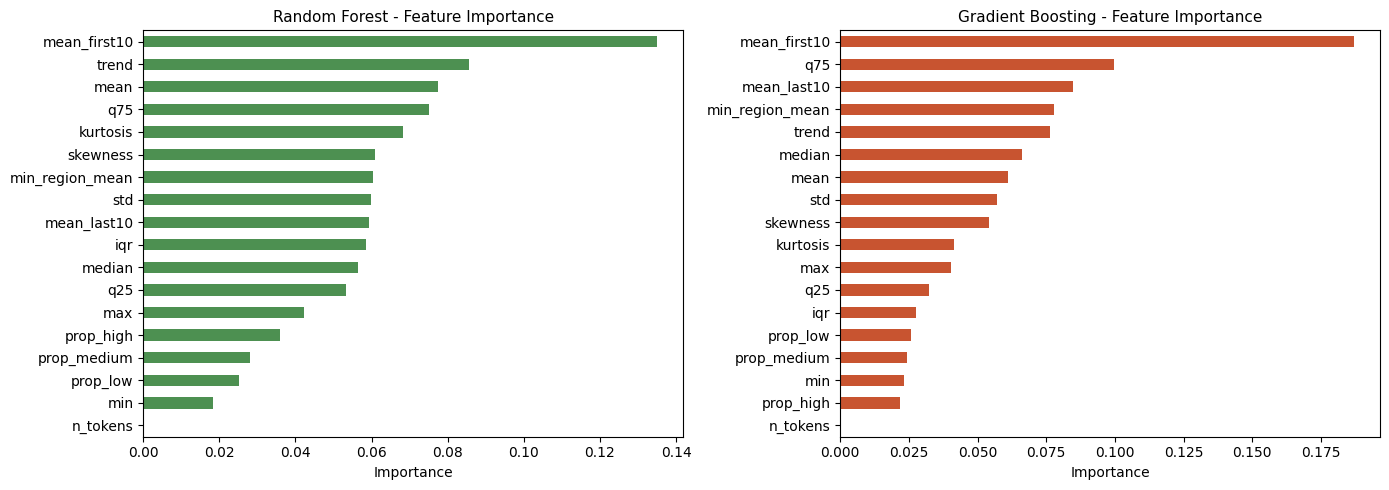 Random Forest - Feature Importance
mean_first10
trend
mean
q75
kurtosis
skewness
min_region_mean
std
mean_last10
iqr
median
q25
max
prop_high
prop_medium
prop_low
min
n_tokens
0.00 0.02 0.04 0.06 0.08 0.10 0.12 0.14
Importance
Gradient Boosting - Feature Importance
mean_first10
q75
mean_last10
min_region_mean
trend
median
mean
std
skewness
kurtosis
max
q25
iqr
prop_low
prop_medium
min
prop_high
n_tokens
0.000 0.025 0.050 0.075 0.100 0.125 0.150 0.175
Importance